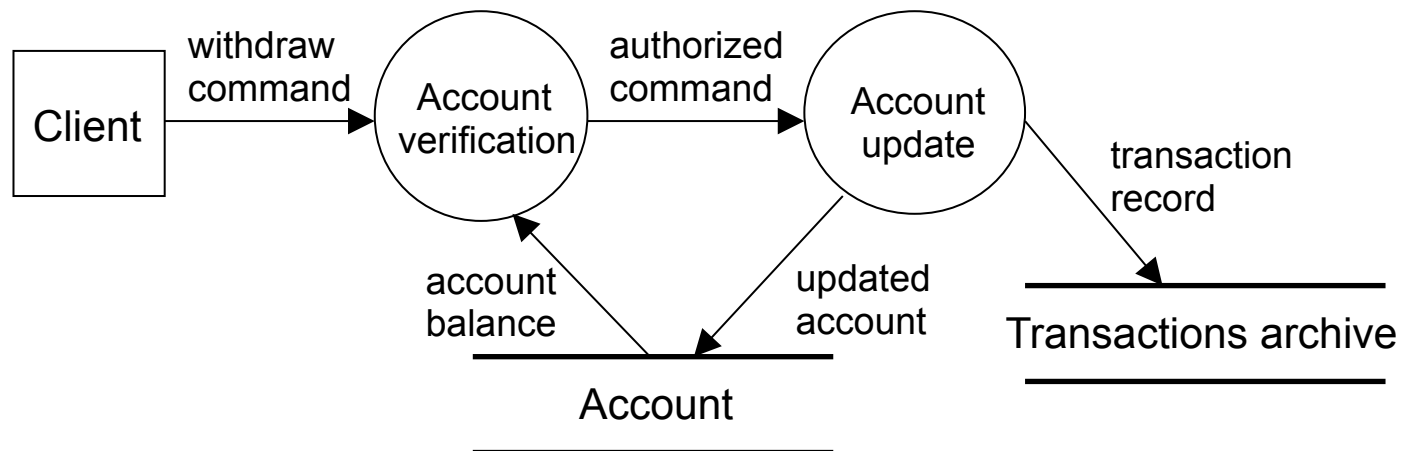 Client
withdraw
command
Account
verification
authorized
command
Account
update
transaction
record
account
balance
updated
account
Account
Transactions archive